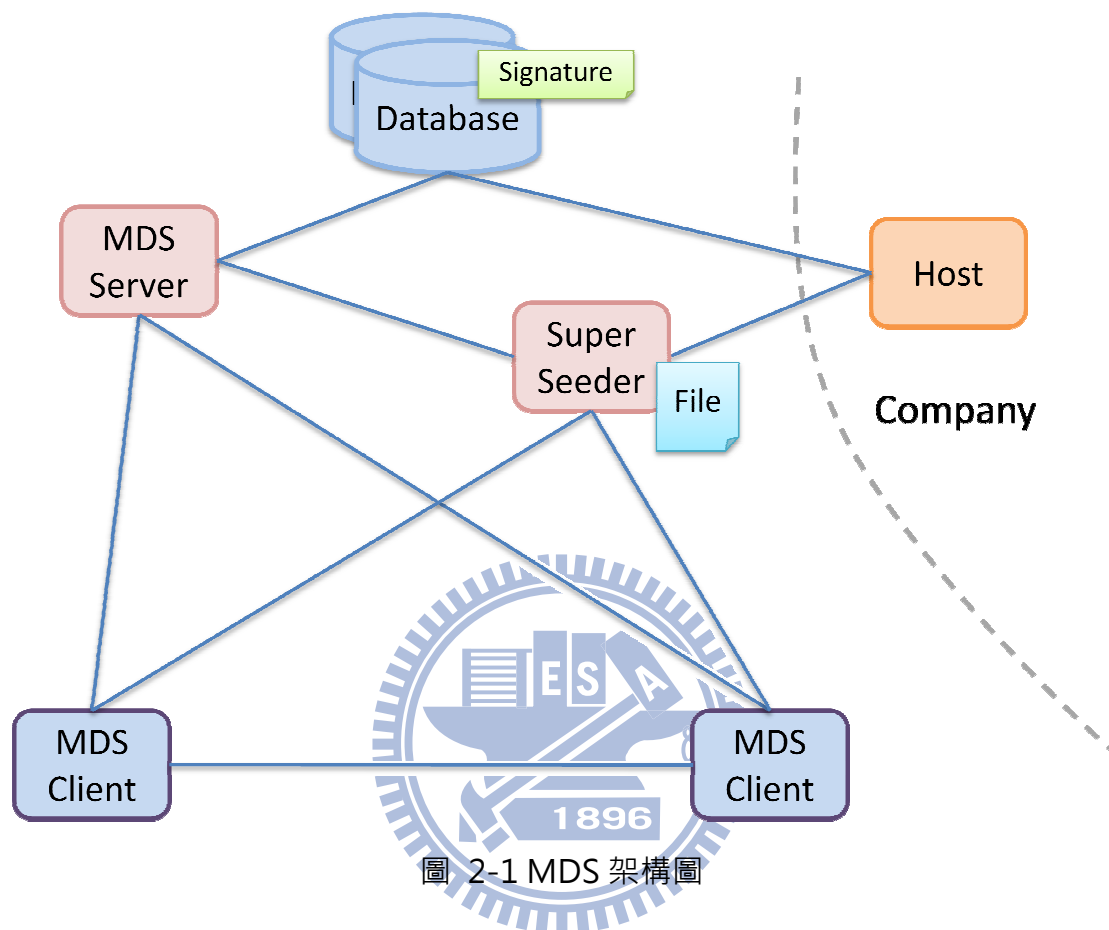 Signature
Database
MDS
Server
Host
Super
Seeder
File
Company
E S A
MDS
Client
MDS
Client
1896
圖 2-1 MDS 架構圖